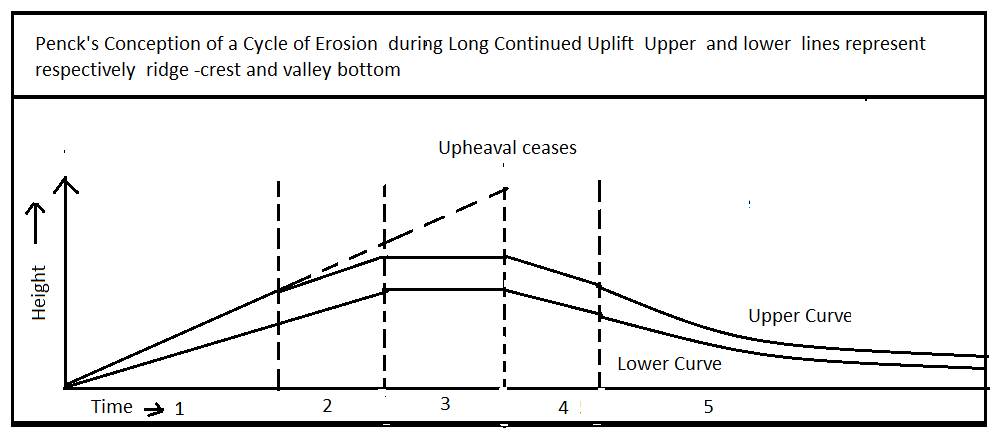 Penck's Conception of a Cycle of Erosion during Long Continued Uplift Upper and lower lines represent
respectively ridge -crest and valley bottom
Upheaval ceases
Height
Upper Curve
Lower Curve
Time 1 2 3 4 5